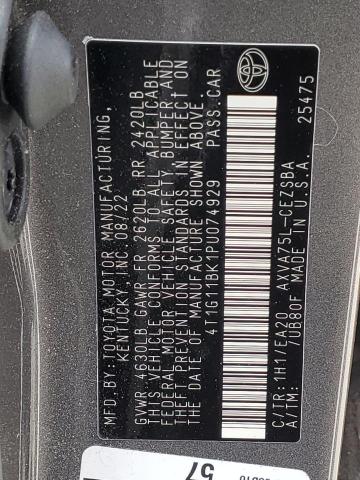 MFD. BY: TOYOTA MOTOR MANUFACTURING,
KENTUCKY, INC. 08/22
GVWR 4630LB GAWR FR 2620LB RR 2420LB
THIS VEHICLE CONFORMS TO ALL APPLICABLE
FEDERAL MOTOR VEHICLE SAFETY, BUMPER AND
THEFT PREVENTION STANDARDS IN EFFECT ON
THE DATE OF MANUFACTURE SHOWN ABOVE.
4T1G11BK1PU074929 PASS.CAR
C/TR: 1H1/EA20 AXVA75L-CEZSBA
A/TM: /UB80F MADE IN U.S.A. 25475
57